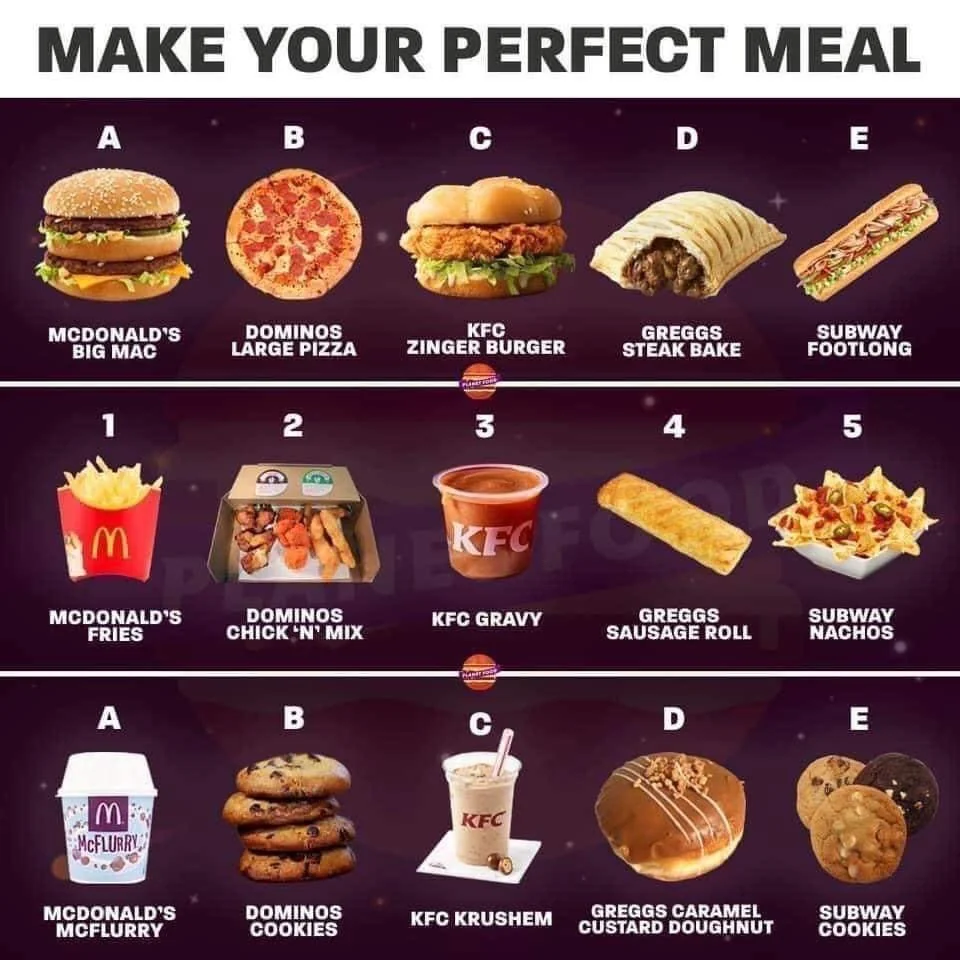 MAKE YOUR PERFECT MEAL
A B C D E
MCDONALD'S
BIG MAC
DOMINOS
LARGE PIZZA
KFC
ZINGER BURGER
GREGGS
STEAK BAKE
SUBWAY
FOOTLONG
PLANET FOOD
1 2 3 4 5
M
KFC
PLANET FOOD
MCDONALD'S
FRIES
DOMINOS
CHICK 'N' MIX
KFC GRAVY
GREGGS
SAUSAGE ROLL
SUBWAY
NACHOS
PLANET FOOD
A B C D E
M
McFLURRY
KFC
MCDONALD'S
MCFLURRY
DOMINOS
COOKIES
KFC KRUSHEM
GREGGS CARAMEL
CUSTARD DOUGHNUT
SUBWAY
COOKIES